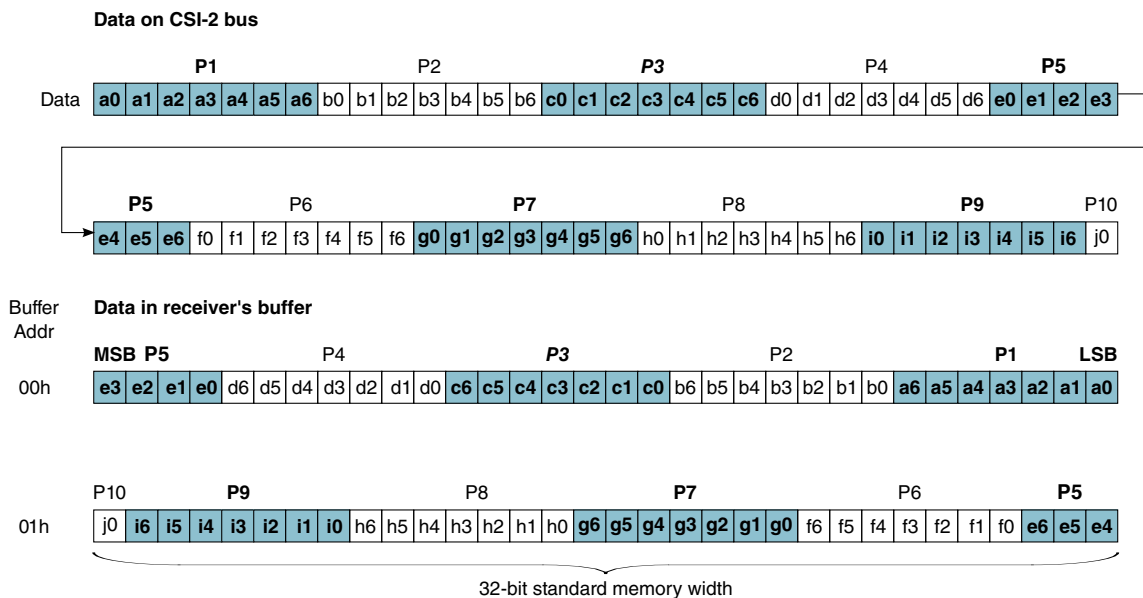 Data on CSI-2 bus
P1 P2 P3 P4 P5
Data a0 a1 a2 a3 a4 a5 a6 b0 b1 b2 b3 b4 b5 b6 c0 c1 c2 c3 c4 c5 c6 d0 d1 d2 d3 d4 d5 d6 e0 e1 e2 e3
P5 P6 P7 P8 P9 P10
e4 e5 e6 f0 f1 f2 f3 f4 f5 f6 g0 g1 g2 g3 g4 g5 g6 h0 h1 h2 h3 h4 h5 h6 i0 i1 i2 i3 i4 i5 i6 j0
Buffer Data in receiver's buffer
Addr
MSB P5 P4 P3 P2 P1 LSB
00h e3 e2 e1 e0 d6 d5 d4 d3 d2 d1 d0 c6 c5 c4 c3 c2 c1 c0 b6 b5 b4 b3 b2 b1 b0 a6 a5 a4 a3 a2 a1 a0
P10 P9 P8 P7 P6 P5
01h j0 i6 i5 i4 i3 i2 i1 i0 h6 h5 h4 h3 h2 h1 h0 g6 g5 g4 g3 g2 g1 g0 f6 f5 f4 f3 f2 f1 f0 e6 e5 e4
32-bit standard memory width